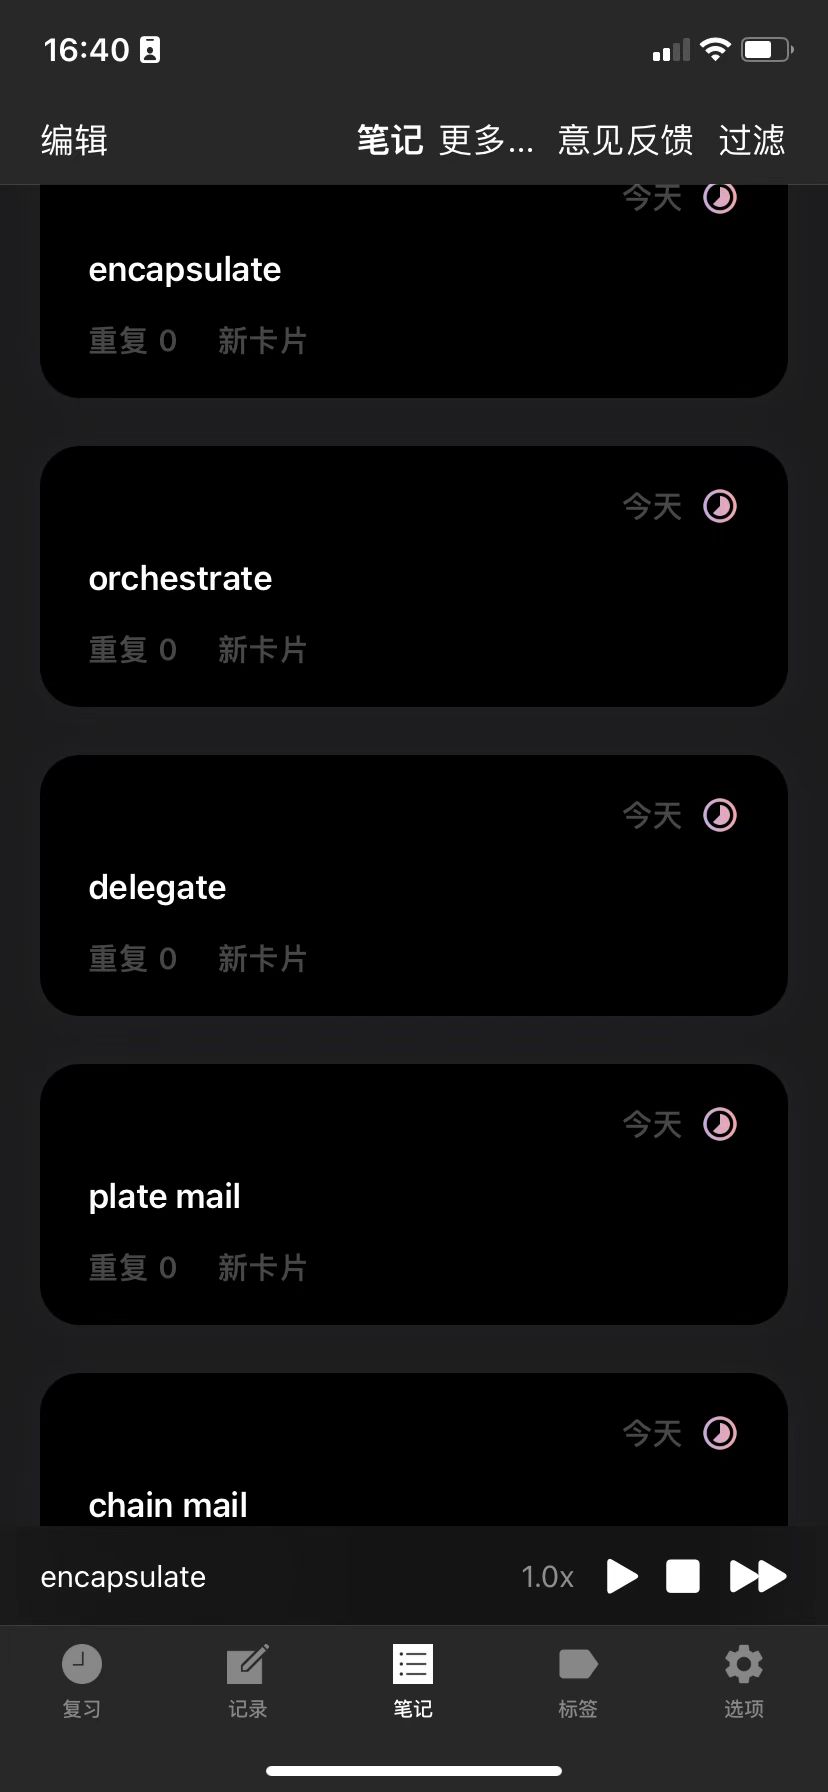 16:40
编辑 笔记 更多... 意见反馈 过滤
今天
encapsulate
重复 0 新卡片
今天
orchestrate
重复 0 新卡片
今天
delegate
重复 0 新卡片
今天
plate mail
重复 0 新卡片
今天
chain mail
encapsulate 1.0x
复习 记录 笔记 标签 选项